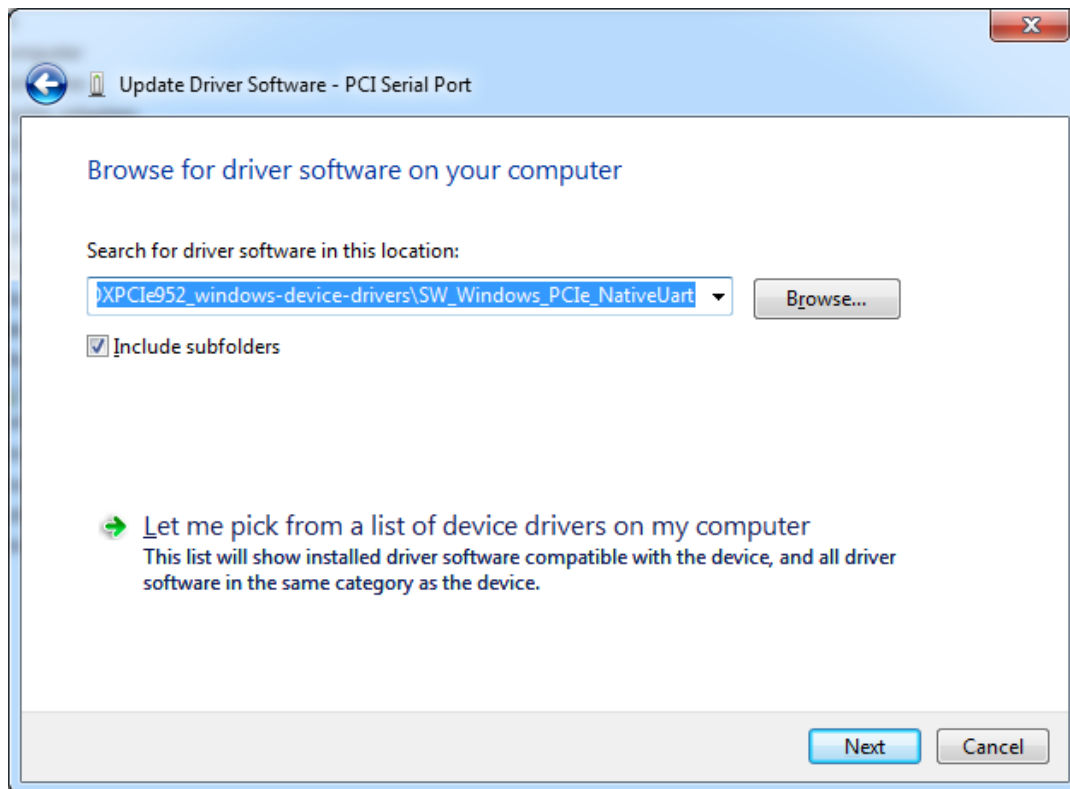 Update Driver Software - PCI Serial Port
Browse for driver software on your computer
Search for driver software in this location:
XPCIe952_windows-device-drivers\SW_Windows_PCIe_NativeUart
Browse...
Include subfolders
Let me pick from a list of device drivers on my computer
This list will show installed driver software compatible with the device, and all driver
software in the same category as the device.
Next
Cancel